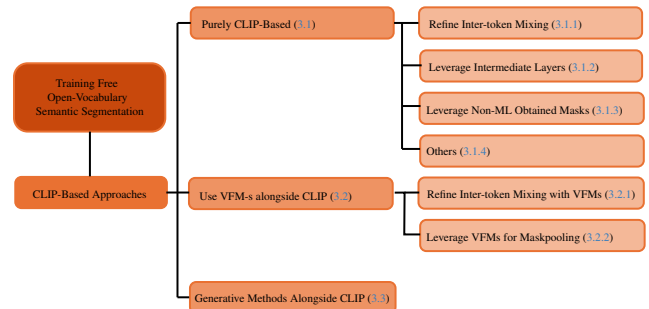 Purely CLIP-Based (3.1)
Refine Inter-token Mixing (3.1.1)
Leverage Intermediate Layers (3.1.2)
Training Free
Open-Vocabulary
Semantic Segmentation
Leverage Non-ML Obtained Masks (3.1.3)
Others (3.1.4)
CLIP-Based Approaches
Use VFM-s alongside CLIP (3.2)
Refine Inter-token Mixing with VFMs (3.2.1)
Leverage VFMs for Maskpooling (3.2.2)
Generative Methods Alongside CLIP (3.3)